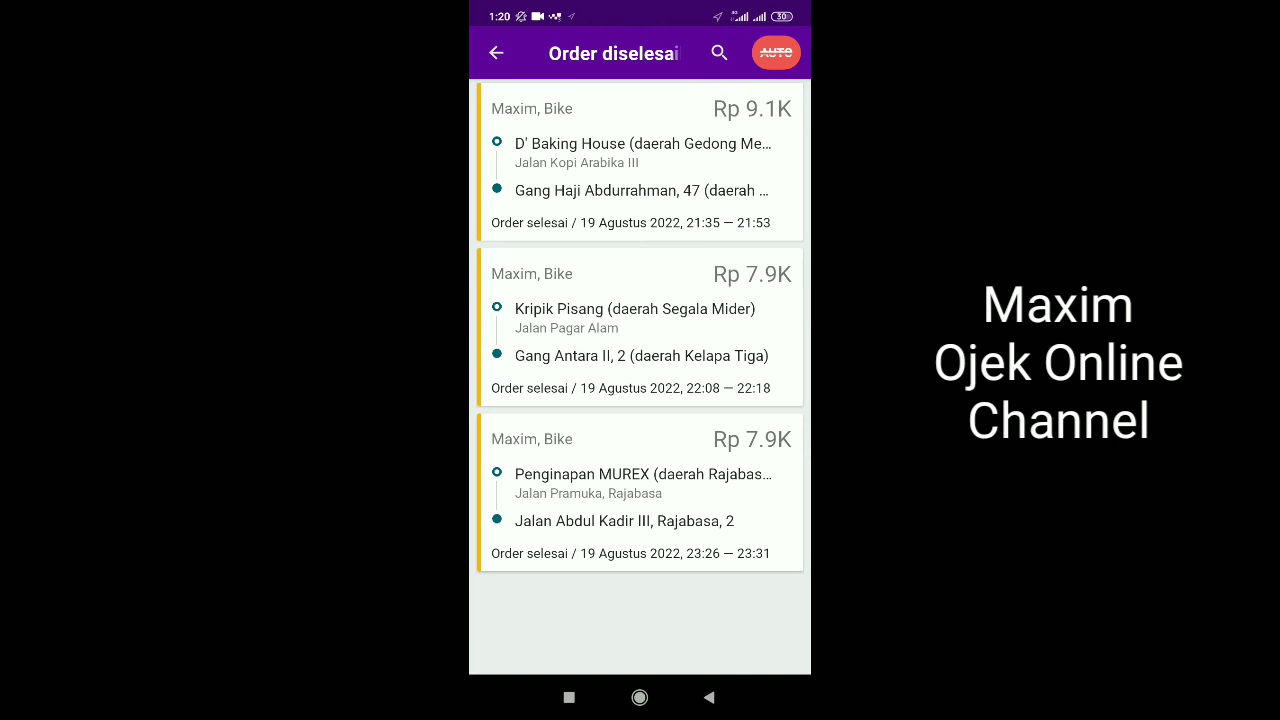 1:20
4G
30
Order diselesai
AUTO
Maxim, Bike
Rp 9.1K
D' Baking House (daerah Gedong Me…
Jalan Kopi Arabika III
Gang Haji Abdurrahman, 47 (daerah …
Order selesai / 19 Agustus 2022, 21:35 — 21:53
Maxim, Bike
Rp 7.9K
Kripik Pisang (daerah Segala Mider)
Jalan Pagar Alam
Gang Antara II, 2 (daerah Kelapa Tiga)
Order selesai / 19 Agustus 2022, 22:08 — 22:18
Maxim, Bike
Rp 7.9K
Penginapan MUREX (daerah Rajabas…
Jalan Pramuka, Rajabasa
Jalan Abdul Kadir III, Rajabasa, 2
Order selesai / 19 Agustus 2022, 23:26 — 23:31
Maxim
Ojek Online
Channel